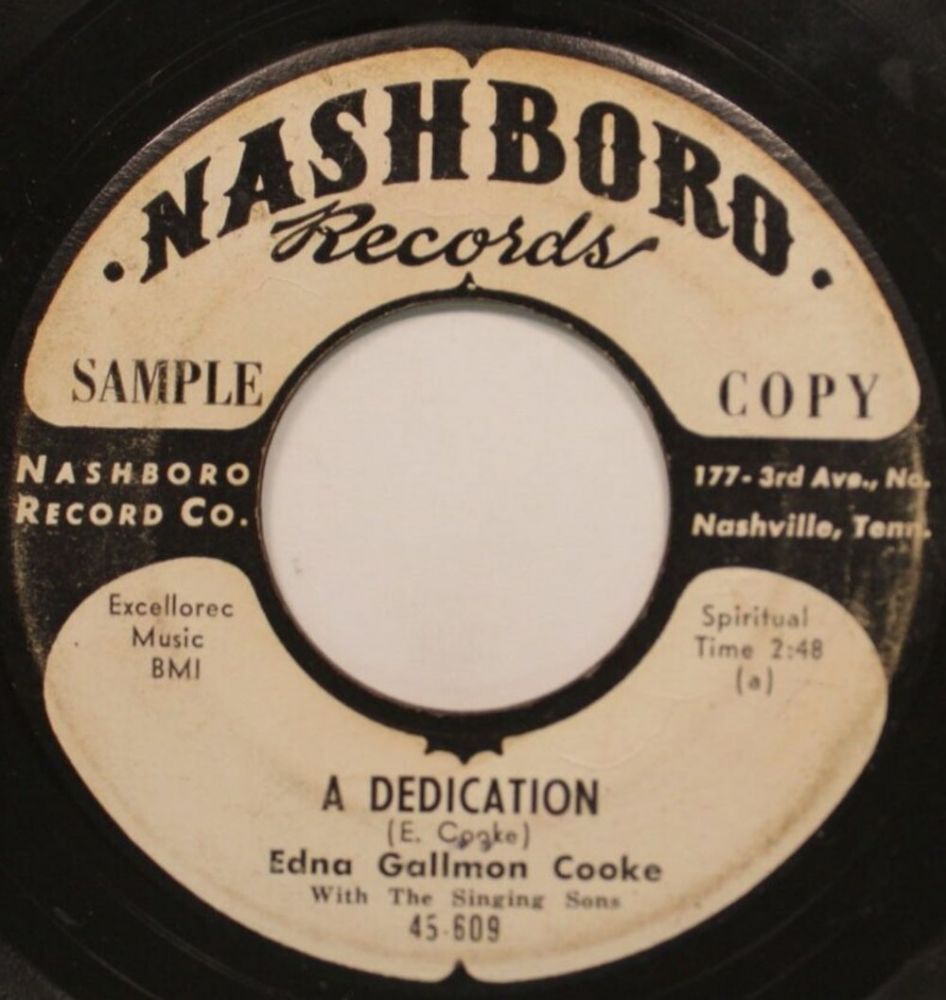 NASHBORO
Records
SAMPLE COPY
NASHBORO
RECORD CO.
177-3rd Ave., No.
Nashville, Tenn.
Excellorec
Music
BMI
Spiritual
Time 2:48
(a)
A DEDICATION
(E. Cooke)
Edna Gallmon Cooke
With The Singing Sons
45-609